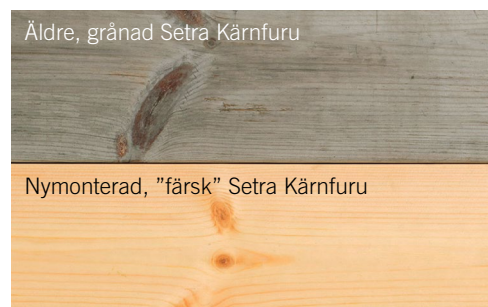 Äldre, grånad Setra Kärnfuru
Nymonterad, ”färsk” Setra Kärnfuru